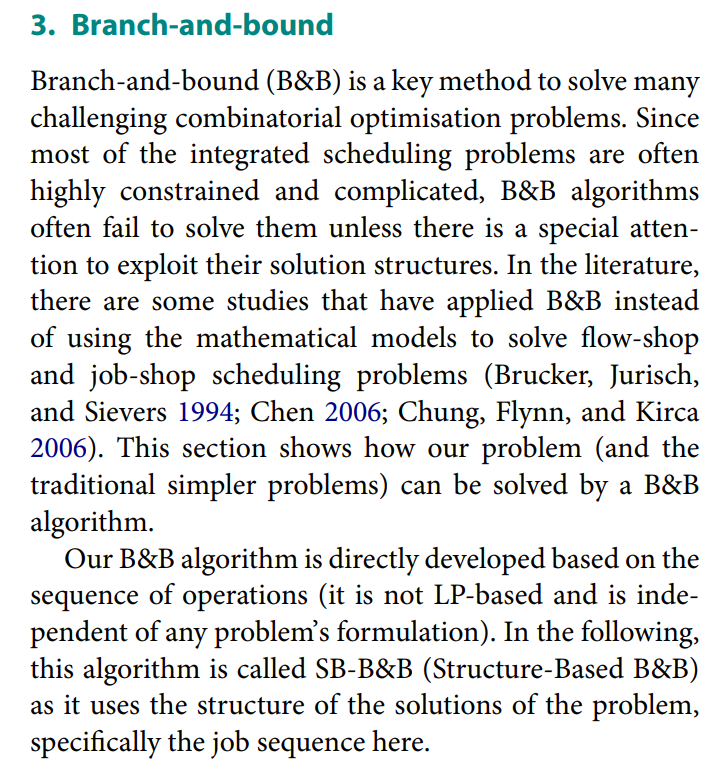 3. Branch-and-bound
Branch-and-bound (B&B) is a key method to solve many
challenging combinatorial optimisation problems. Since
most of the integrated scheduling problems are often
highly constrained and complicated, B&B algorithms
often fail to solve them unless there is a special atten-
tion to exploit their solution structures. In the literature,
there are some studies that have applied B&B instead
of using the mathematical models to solve flow-shop
and job-shop scheduling problems (Brucker, Jurisch,
and Sievers 1994; Chen 2006; Chung, Flynn, and Kirca
2006). This section shows how our problem (and the
traditional simpler problems) can be solved by a B&B
algorithm.
Our B&B algorithm is directly developed based on the
sequence of operations (it is not LP-based and is inde-
pendent of any problem's formulation). In the following,
this algorithm is called SB-B&B (Structure-Based B&B)
as it uses the structure of the solutions of the problem,
specifically the job sequence here.